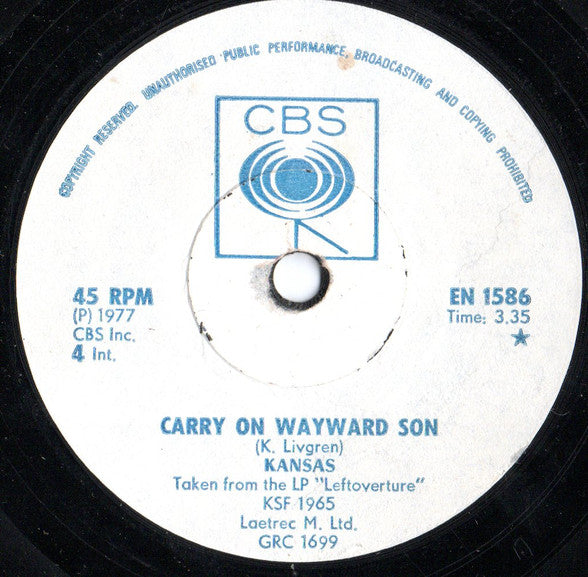 COPYRIGHT RESERVED. UNAUTHORISED PUBLIC PERFORMANCE, BROADCASTING AND COPYING PROHIBITED
CBS
45 RPM
(P) 1977
CBS Inc.
4 Int.
EN 1586
Time: 3.35
★
CARRY ON WAYWARD SON
(K. Livgren)
KANSAS
Taken from the LP "Leftoverture"
KSF 1965
Laetrec M. Ltd.
GRC 1699